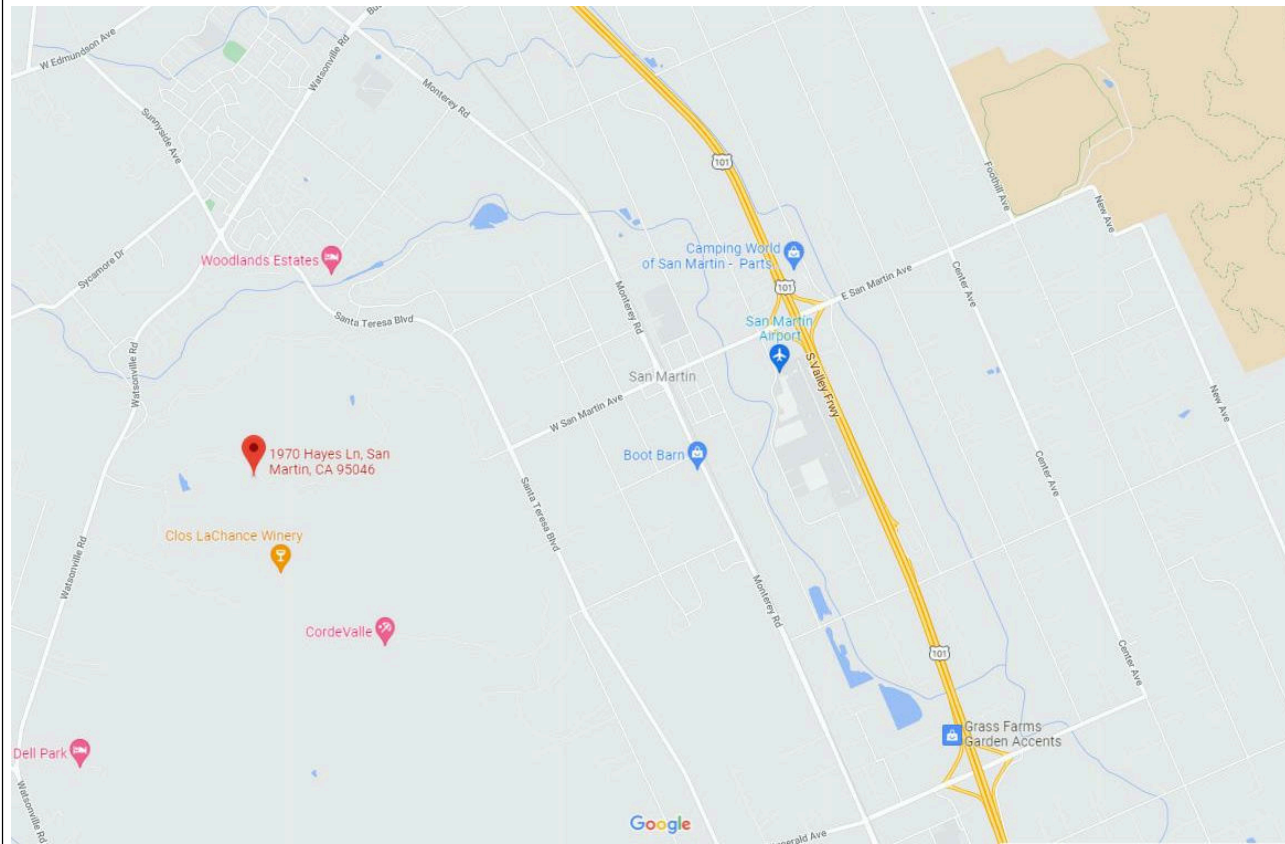 W Edmundson Ave
Watsonville Rd
Monterey Rd
Sunnyside Ave
101
Foothill Ave
New Ave
Woodlands Estates
Sycamore Dr
Camping World
of San Martin - Parts
101
E San Martin Ave
Center Ave
Santa Teresa Blvd
Monterey Rd
San Martin
Airport
S Valley Frwy
San Martin
Watsonville Rd
W San Martin Ave
New Ave
1970 Hayes Ln, San
Martin, CA 95046
Boot Barn
Center Ave
Santa Teresa Blvd
Clos LaChance Winery
Watsonville Rd
Monterey Rd
CordeValle
101
Center Ave
Dell Park
Grass Farms
Garden Accents
Watsonville Rd
Google